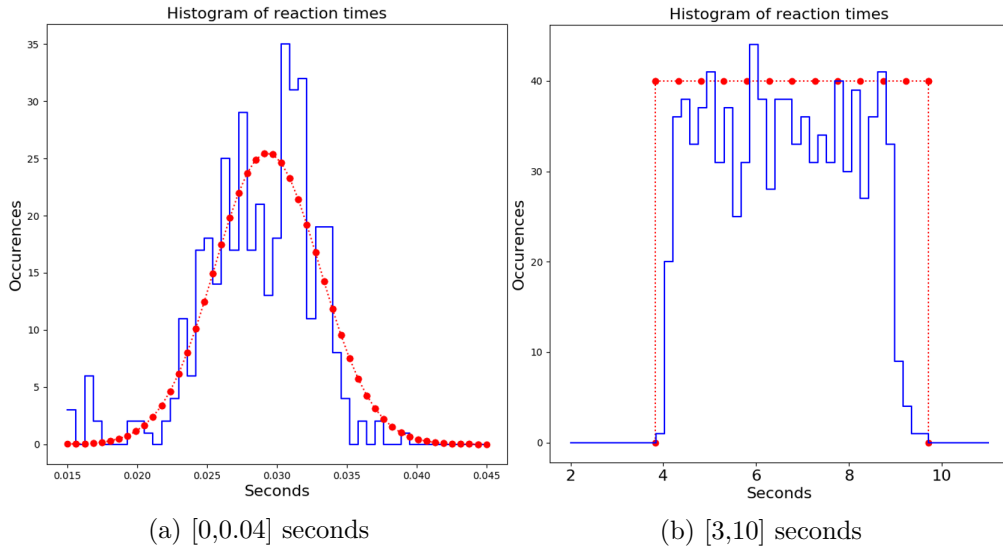 Histogram of reaction times
35
30
25
20
15
10
5
0
Occurences
0.015 0.020 0.025 0.030 0.035 0.040 0.045
Seconds
(a) [0,0.04] seconds
Histogram of reaction times
40
30
20
10
0
Occurences
2 4 6 8 10
Seconds
(b) [3,10] seconds